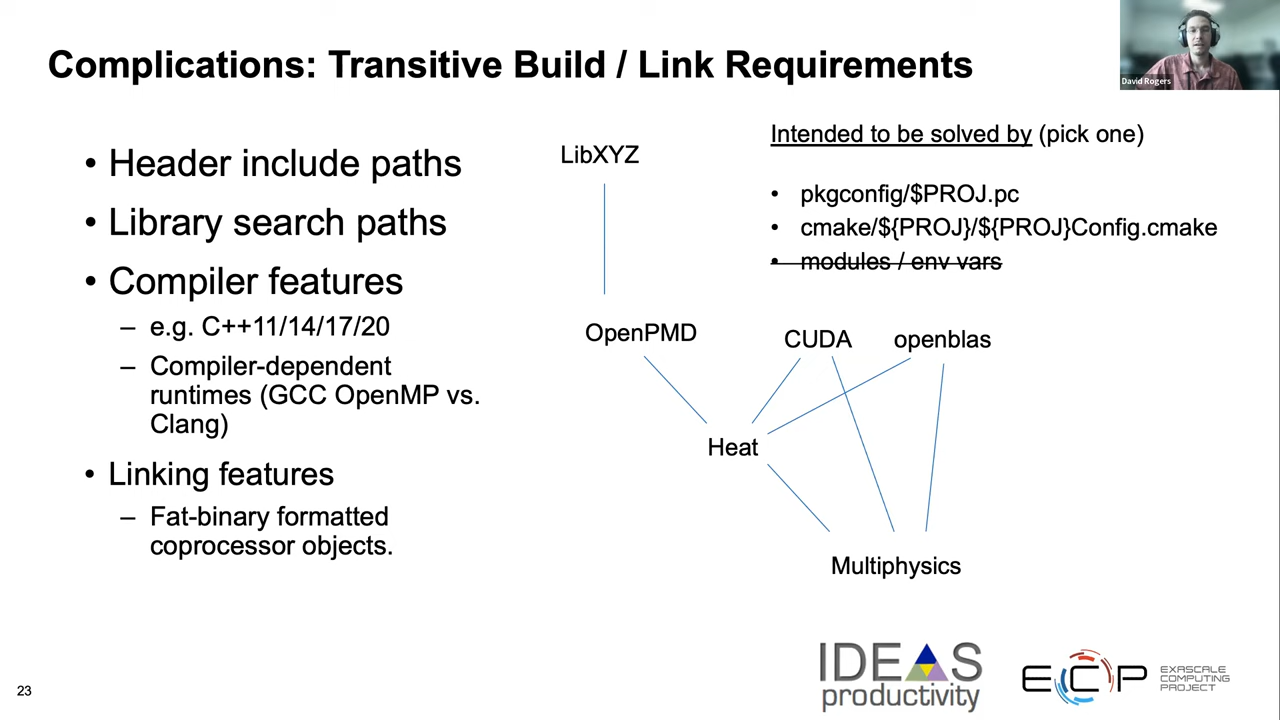 Complications: Transitive Build / Link Requirements
David Rogers
• Header include paths
• Library search paths
• Compiler features
– e.g. C++11/14/17/20
– Compiler-dependent
runtimes (GCC OpenMP vs.
Clang)
• Linking features
– Fat-binary formatted
coprocessor objects.
LibXYZ
Intended to be solved by (pick one)
• pkgconfig/$PROJ.pc
• cmake/${PROJ}/${PROJ}Config.cmake
• modules / env vars
OpenPMD
CUDA
openblas
Heat
Multiphysics
23
IDEAS
productivity
ECP
EXASCALE
COMPUTING
PROJECT